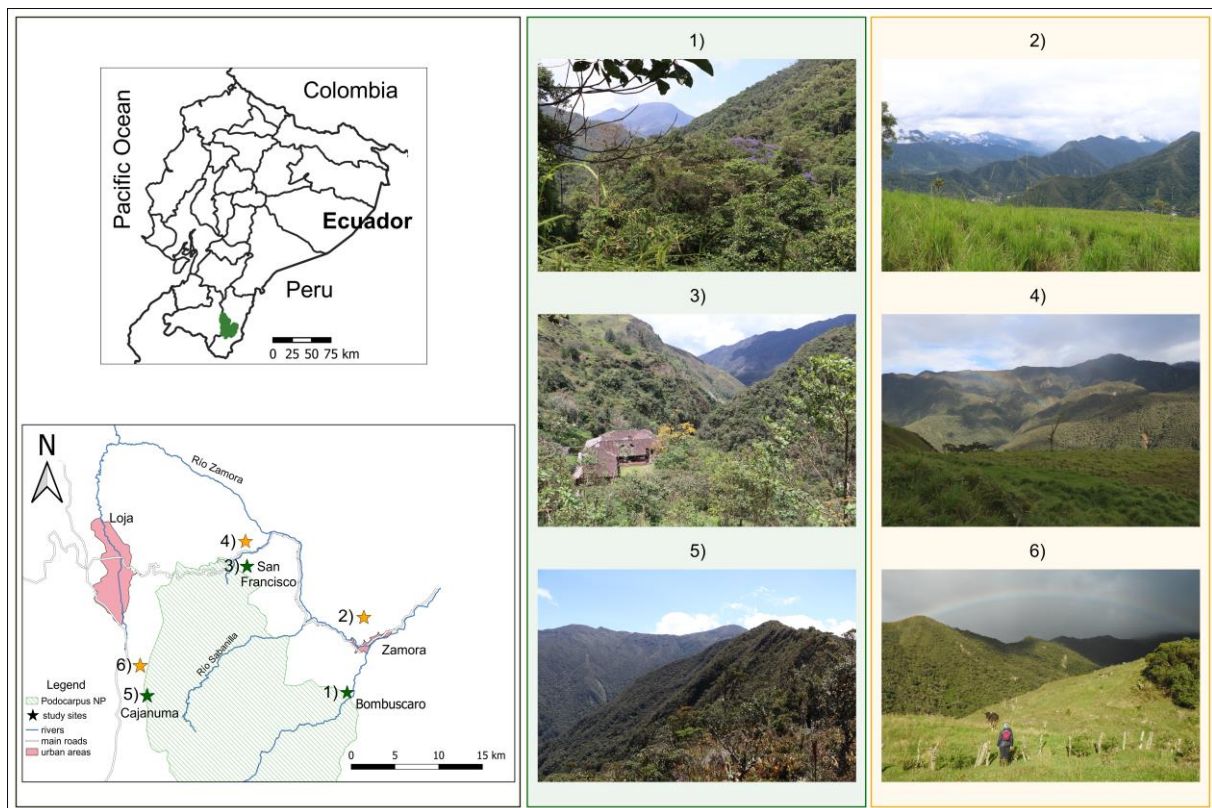 Colombia
Pacific Ocean
Ecuador
Peru
0 25 50 75 km
N
Río Zamora
Loja
4)
3)
San
Francisco
2)
Zamora
Río Sabanilla
6)
5)
Cajanuma
1)
Bombuscaro
Legend
Podocarpus NP
study sites
rivers
main roads
urban areas
0 5 10 15 km
1)
2)
3)
4)
5)
6)